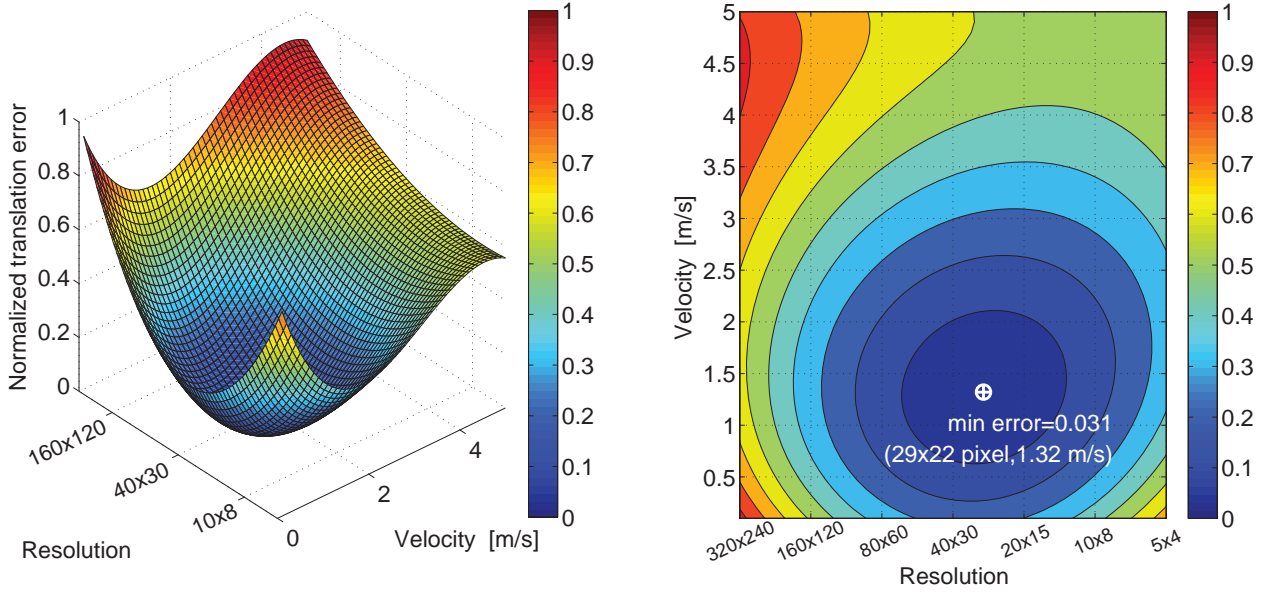 1
0.8
0.6
0.4
0.2
0
Normalized translation error
160x120
40x30
10x8
Resolution
0
2
4
Velocity [m/s]
1
0.9
0.8
0.7
0.6
0.5
0.4
0.3
0.2
0.1
0
5
4.5
4
3.5
3
2.5
2
1.5
1
0.5
Velocity [m/s]
min error=0.031
(29x22 pixel,1.32 m/s)
320x240
160x120
80x60
40x30
20x15
10x8
5x4
Resolution
1
0.9
0.8
0.7
0.6
0.5
0.4
0.3
0.2
0.1
0